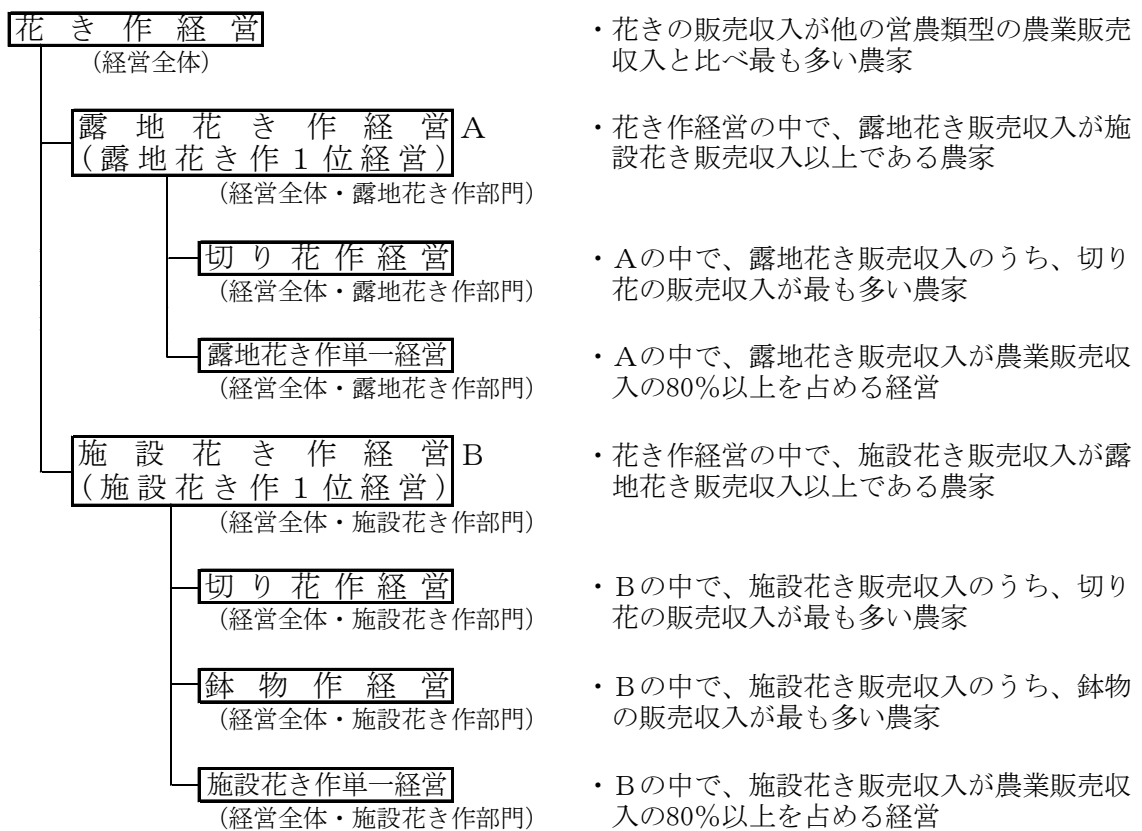 花き作経営
(経営全体)
・花きの販売収入が他の営農類型の農業販売
収入と比べ最も多い農家
露地花き作経営 A
(露地花き作１位経営)
(経営全体・露地花き作部門)
・花き作経営の中で、露地花き販売収入が施
設花き販売収入以上である農家
切り花作経営
(経営全体・露地花き作部門)
・Ａの中で、露地花き販売収入のうち、切り
花の販売収入が最も多い農家
露地花き作単一経営
(経営全体・露地花き作部門)
・Ａの中で、露地花き販売収入が農業販売収
入の80％以上を占める経営
施設花き作経営 B
(施設花き作１位経営)
(経営全体・施設花き作部門)
・花き作経営の中で、施設花き販売収入が露
地花き販売収入以上である農家
切り花作経営
(経営全体・施設花き作部門)
・Ｂの中で、施設花き販売収入のうち、切り
花の販売収入が最も多い農家
鉢物作経営
(経営全体・施設花き作部門)
・Ｂの中で、施設花き販売収入のうち、鉢物
の販売収入が最も多い農家
施設花き作単一経営
(経営全体・施設花き作部門)
・Ｂの中で、施設花き販売収入が農業販売収
入の80％以上を占める経営